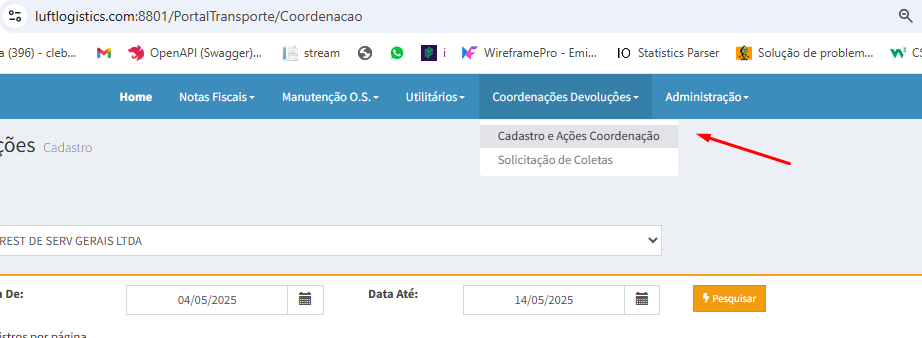 luftlogistics.com:8801/PortalTransporte/Coordenacao
a (396) - cleb... OpenAPI (Swagger)... stream i WireframePro - Emi... IO Statistics Parser Solução de problem... CS
Home Notas Fiscais Manutenção O.S. Utilitários Coordenações Devoluções Administração
ções Cadastro
Cadastro e Ações Coordenação
Solicitação de Coletas
REST DE SERV GERAIS LTDA
a De: 04/05/2025 Data Até: 14/05/2025 Pesquisar
istros por página